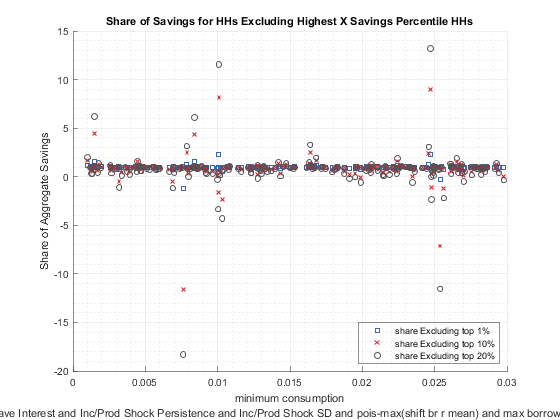 Share of Savings for HHs Excluding Highest X Savings Percentile HHs
Share of Aggregate Savings
15
10
5
0
-5
-10
-15
-20
0
0.005
0.01
0.015
0.02
0.025
0.03
share Excluding top 1%
share Excluding top 10%
share Excluding top 20%
minimum consumption
ave Interest and Inc/Prod Shock Persistence and Inc/Prod Shock SD and pois-max(shift br r mean) and max borrow